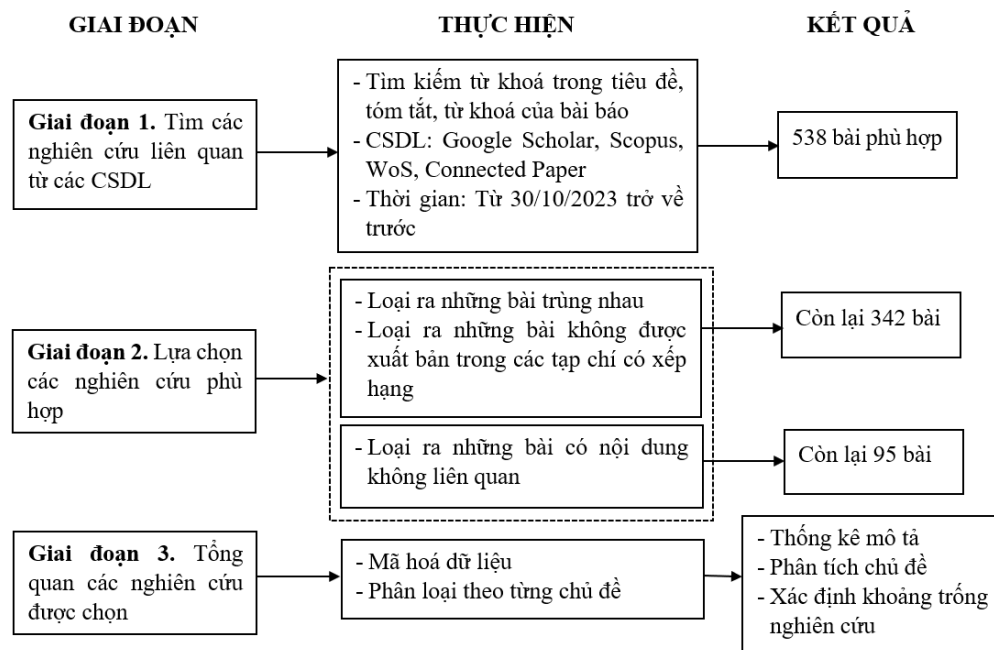 GIAI ĐOẠN
THỰC HIỆN
KẾT QUẢ
Giai đoạn 1. Tìm các
nghiên cứu liên quan
từ các CSDL
- Tìm kiếm từ khoá trong tiêu đề,
tóm tắt, từ khoá của bài báo
- CSDL: Google Scholar, Scopus,
WoS, Connected Paper
- Thời gian: Từ 30/10/2023 trở về
trước
538 bài phù hợp
Giai đoạn 2. Lựa chọn
các nghiên cứu phù
hợp
- Loại ra những bài trùng nhau
- Loại ra những bài không được
xuất bản trong các tạp chí có xếp
hạng
Còn lại 342 bài
- Loại ra những bài có nội dung
không liên quan
Còn lại 95 bài
Giai đoạn 3. Tổng
quan các nghiên cứu
được chọn
- Mã hoá dữ liệu
- Phân loại theo từng chủ đề
- Thống kê mô tả
- Phân tích chủ đề
- Xác định khoảng trống
nghiên cứu